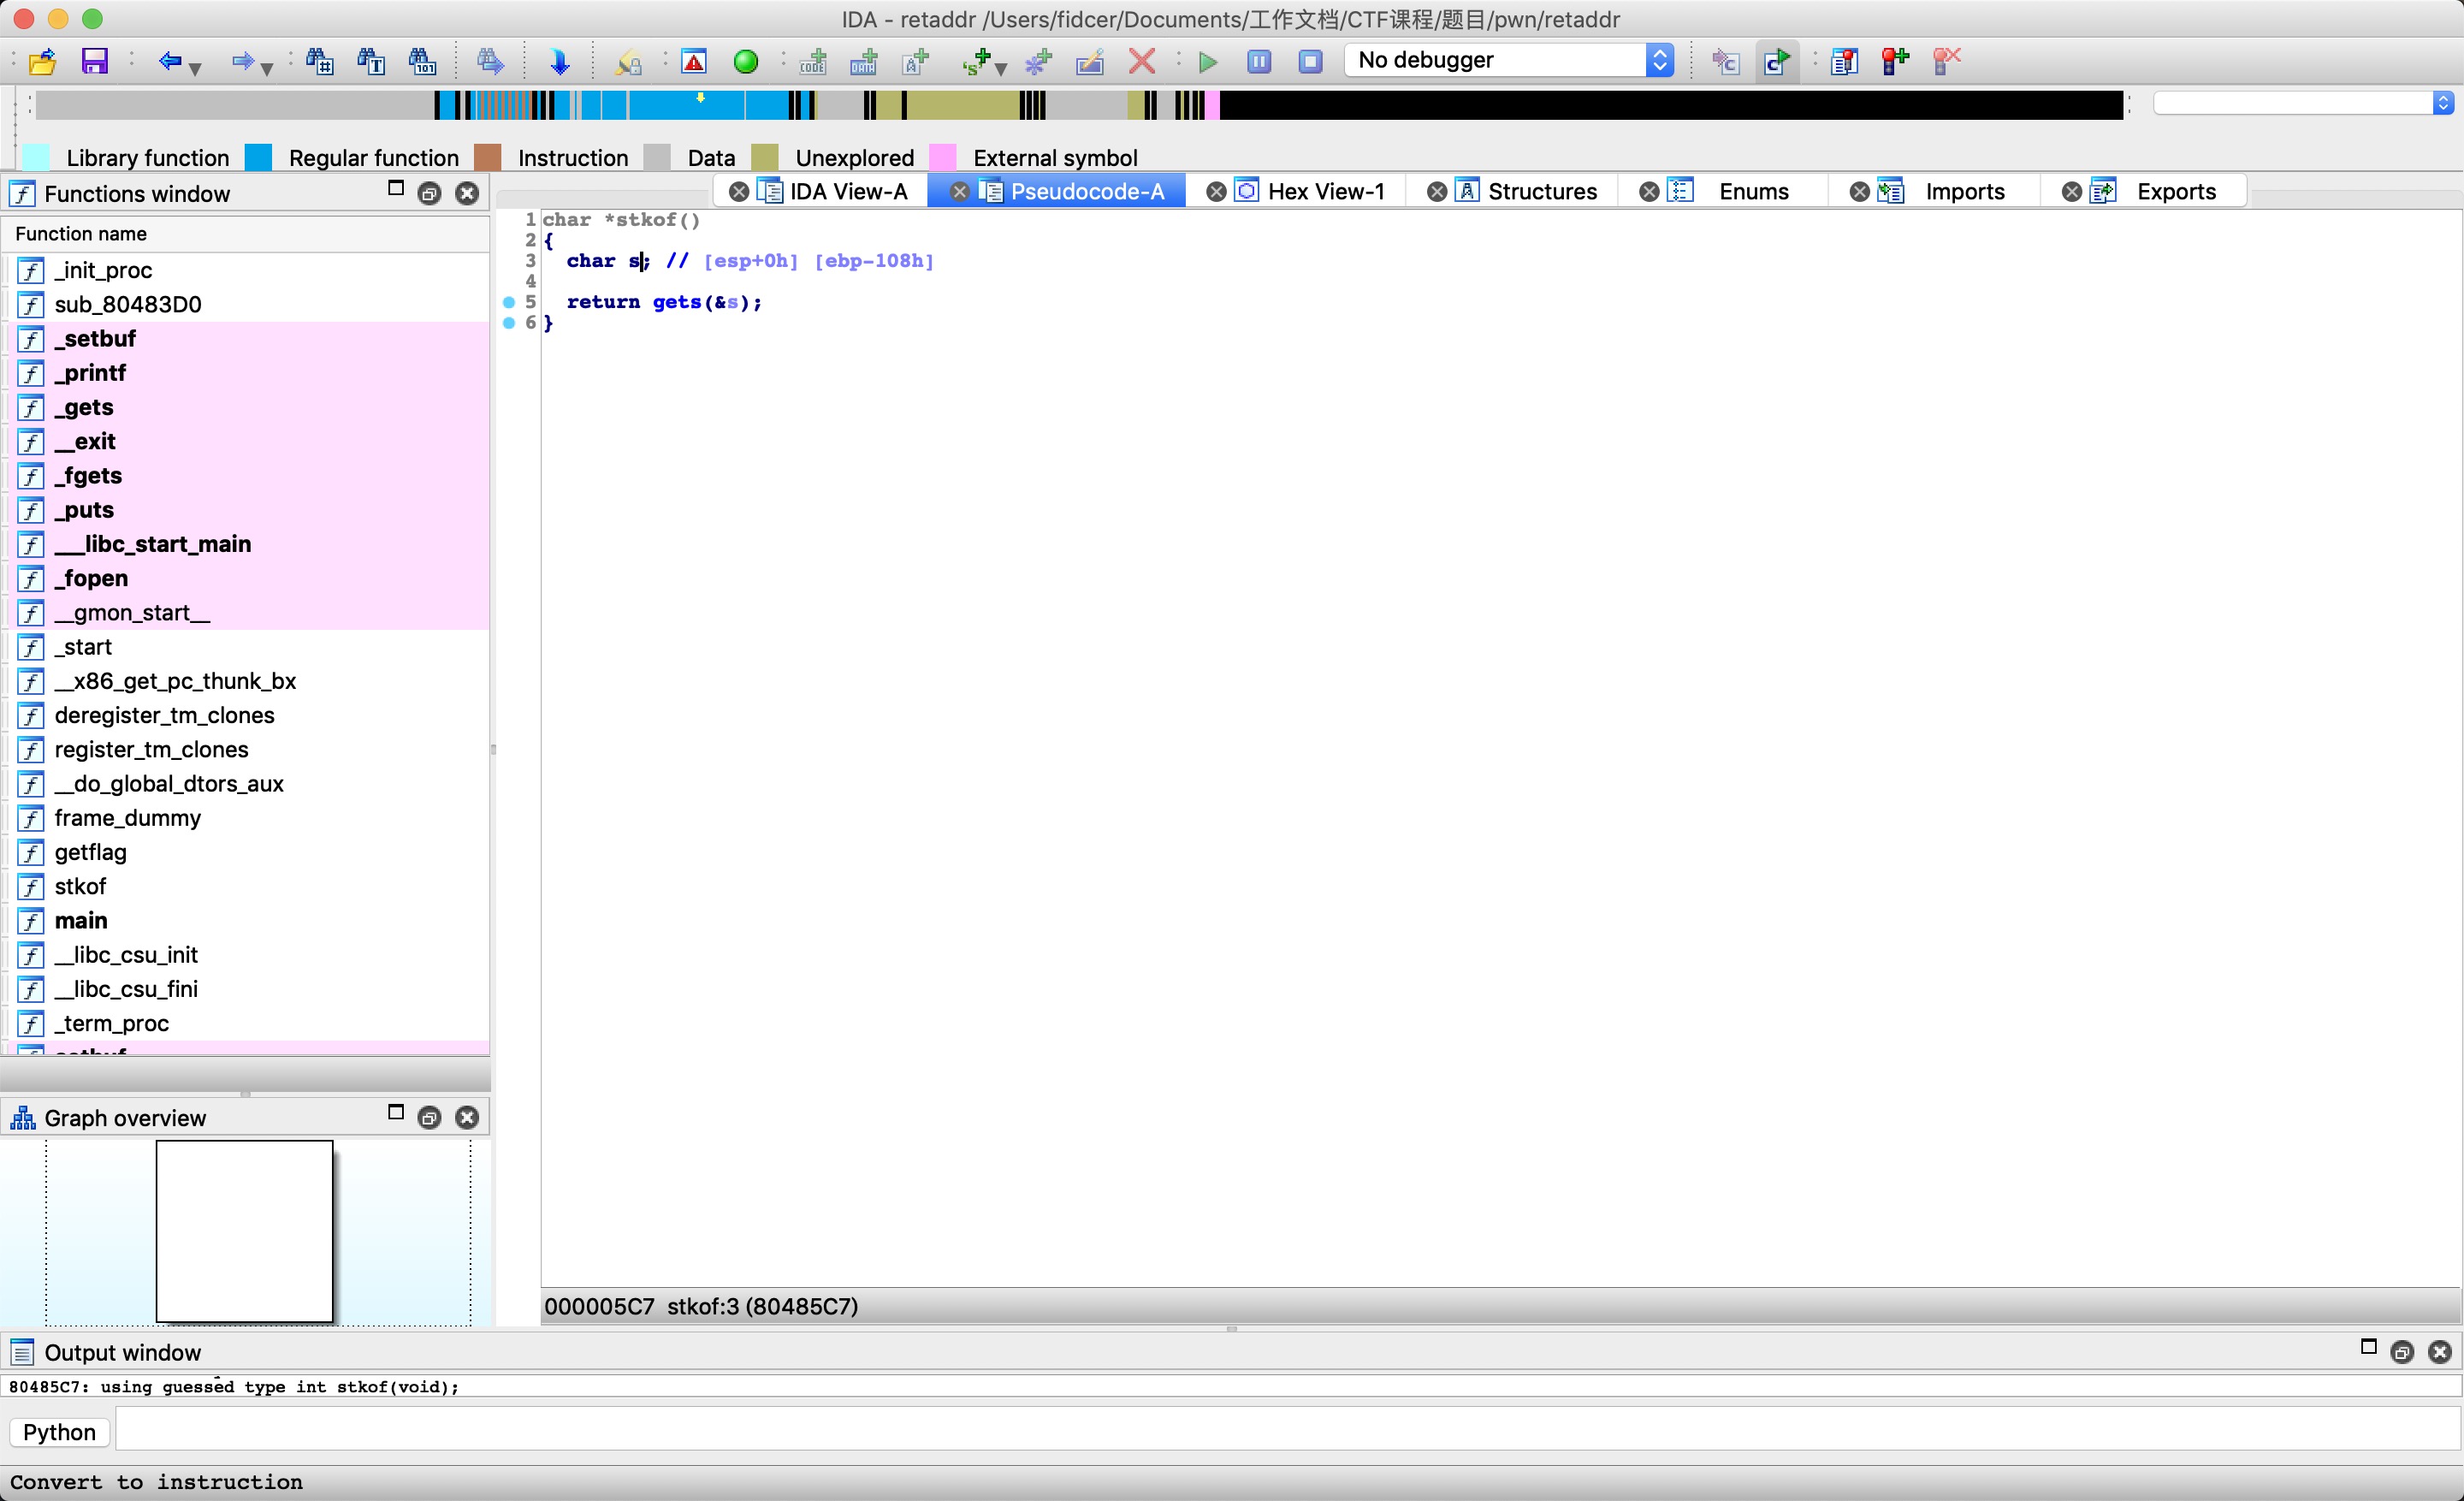 IDA - retaddr /Users/fidcer/Documents/工作文档/CTF课程/题目/pwn/retaddr
No debugger
Library function Regular function Instruction Data Unexplored External symbol
Functions window
IDA View-A Pseudocode-A Hex View-1 Structures Enums Imports Exports
Function name
_init_proc
sub_80483D0
_setbuf
_printf
_gets
__exit
_fgets
_puts
___libc_start_main
_fopen
__gmon_start__
_start
__x86_get_pc_thunk_bx
deregister_tm_clones
register_tm_clones
__do_global_dtors_aux
frame_dummy
getflag
stkof
main
__libc_csu_init
__libc_csu_fini
_term_proc
1 char *stkof()
2 {
3 char s; // [esp+0h] [ebp-108h]
4
5 return gets(&s);
6 }
000005C7 stkof:3 (80485C7)
Graph overview
Output window
80485C7: using guessed type int stkof(void);
Python
Convert to instruction